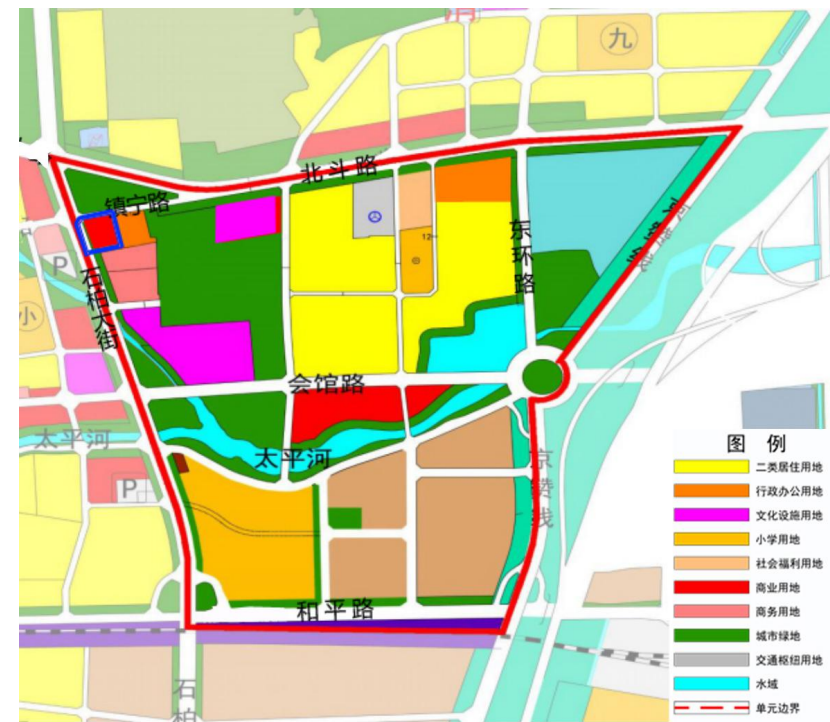 九
北斗路
镇宁路
12
东环路
P
石柏大街
小
会馆路
太平河
太平河
P
京赞线
和平路
石柏
图例
二类居住用地
行政办公用地
文化设施用地
小学用地
社会福利用地
商业用地
商务用地
城市绿地
交通枢纽用地
水域
单元边界